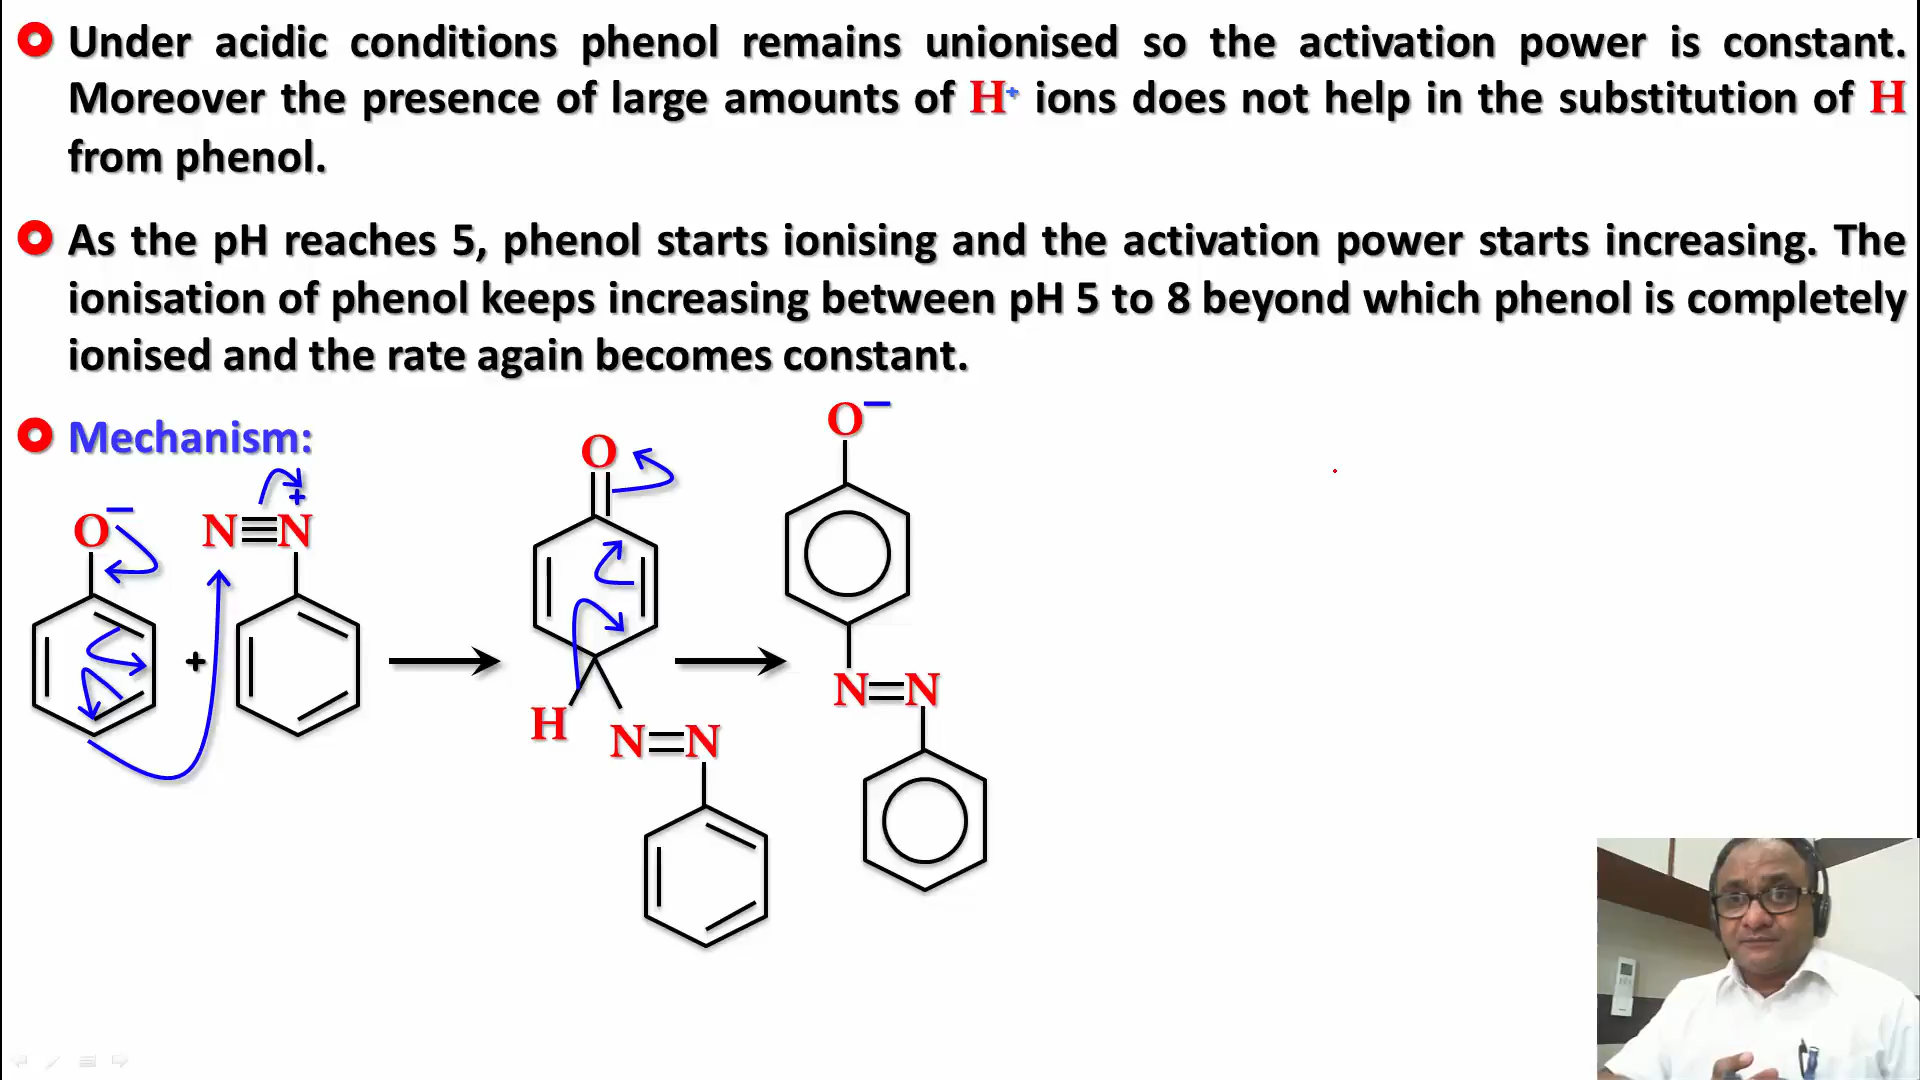 Under acidic conditions phenol remains unionised so the activation power is constant.
Moreover the presence of large amounts of H⁺ ions does not help in the substitution of H
from phenol.
As the pH reaches 5, phenol starts ionising and the activation power starts increasing. The
ionisation of phenol keeps increasing between pH 5 to 8 beyond which phenol is completely
ionised and the rate again becomes constant.
Mechanism:
O⁻
N≡N⁺
+
O
H
N=N
O⁻
N=N